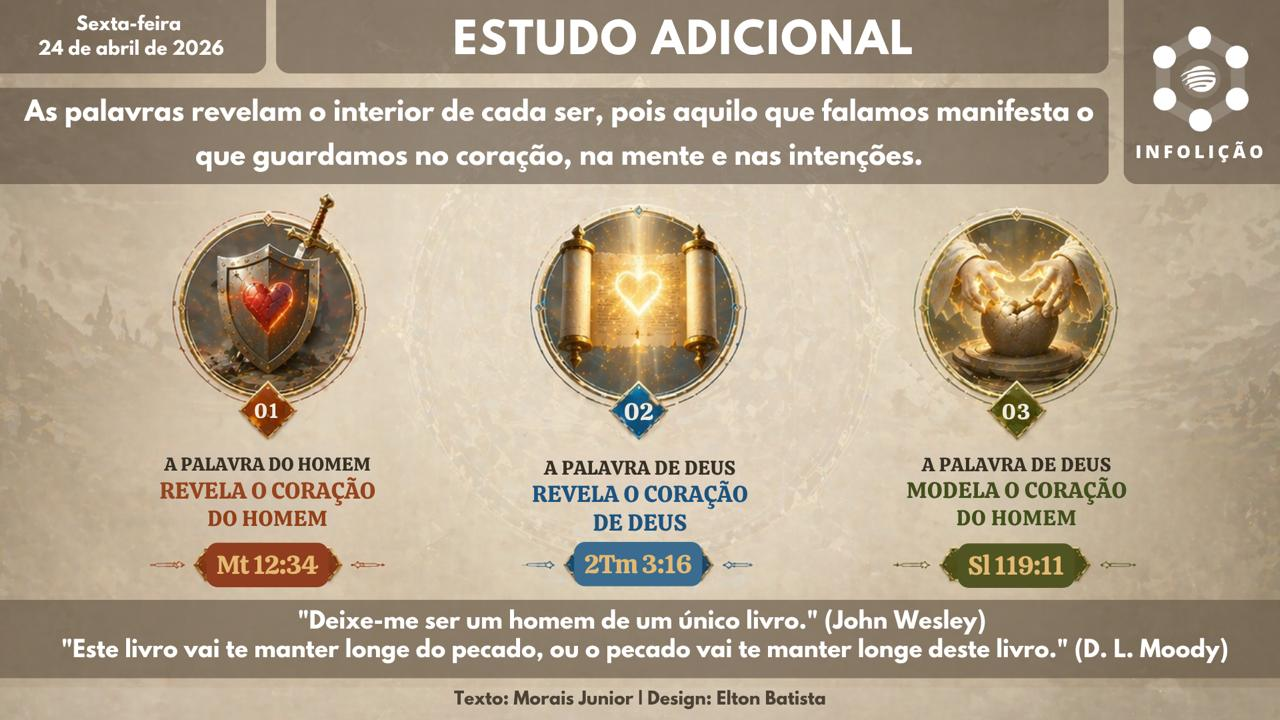 Sexta-feira
24 de abril de 2026
ESTUDO ADICIONAL
INFOLIÇÃO
As palavras revelam o interior de cada ser, pois aquilo que falamos manifesta o
que guardamos no coração, na mente e nas intenções.
01
A PALAVRA DO HOMEM
REVELA O CORAÇÃO
DO HOMEM
Mt 12:34
02
A PALAVRA DE DEUS
REVELA O CORAÇÃO
DE DEUS
2Tm 3:16
03
A PALAVRA DE DEUS
MODELA O CORAÇÃO
DO HOMEM
Sl 119:11
"Deixe-me ser um homem de um único livro." (John Wesley)
"Este livro vai te manter longe do pecado, ou o pecado vai te manter longe deste livro." (D. L. Moody)
Texto: Morais Junior | Design: Elton Batista